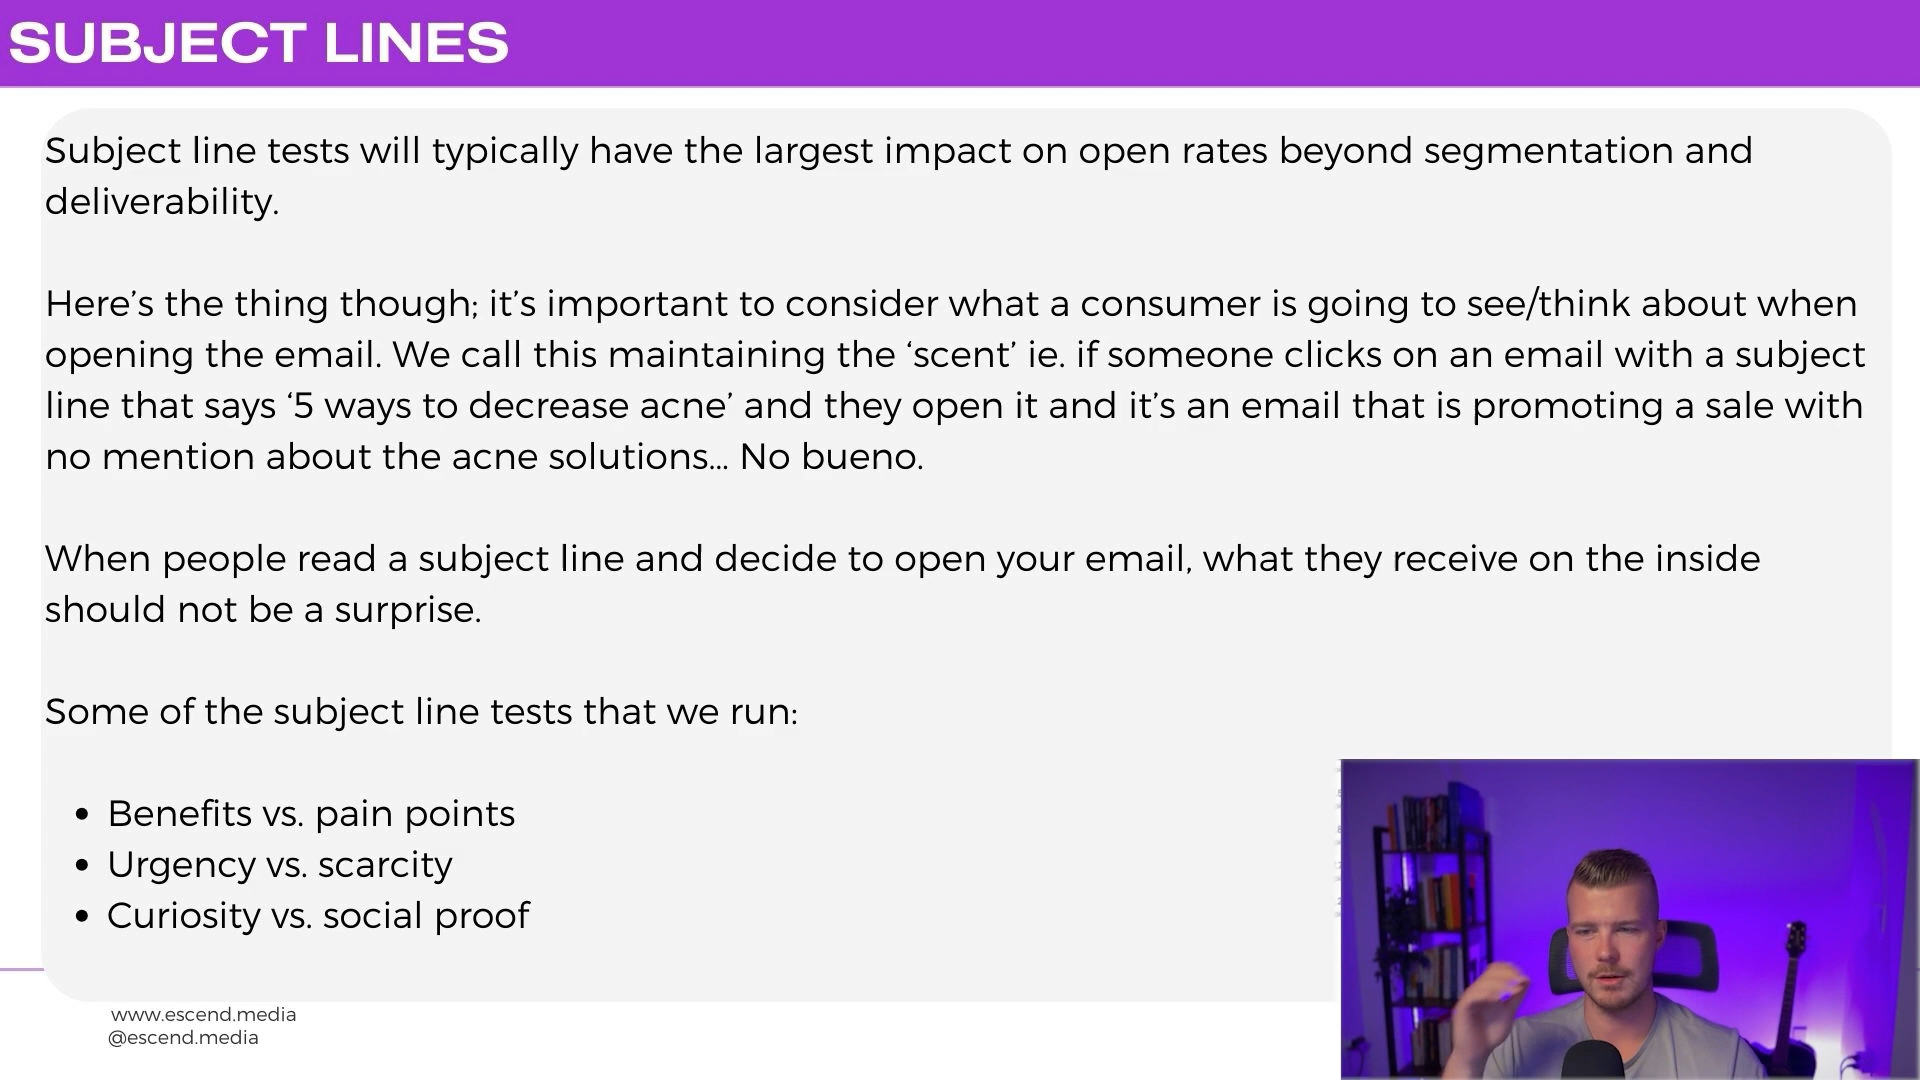 SUBJECT LINES
Subject line tests will typically have the largest impact on open rates beyond segmentation and
deliverability.
Here’s the thing though; it’s important to consider what a consumer is going to see/think about when
opening the email. We call this maintaining the ‘scent’ ie. if someone clicks on an email with a subject
line that says ‘5 ways to decrease acne’ and they open it and it’s an email that is promoting a sale with
no mention about the acne solutions... No bueno.
When people read a subject line and decide to open your email, what they receive on the inside
should not be a surprise.
Some of the subject line tests that we run:
• Benefits vs. pain points
• Urgency vs. scarcity
• Curiosity vs. social proof
www.escend.media
@escend.media